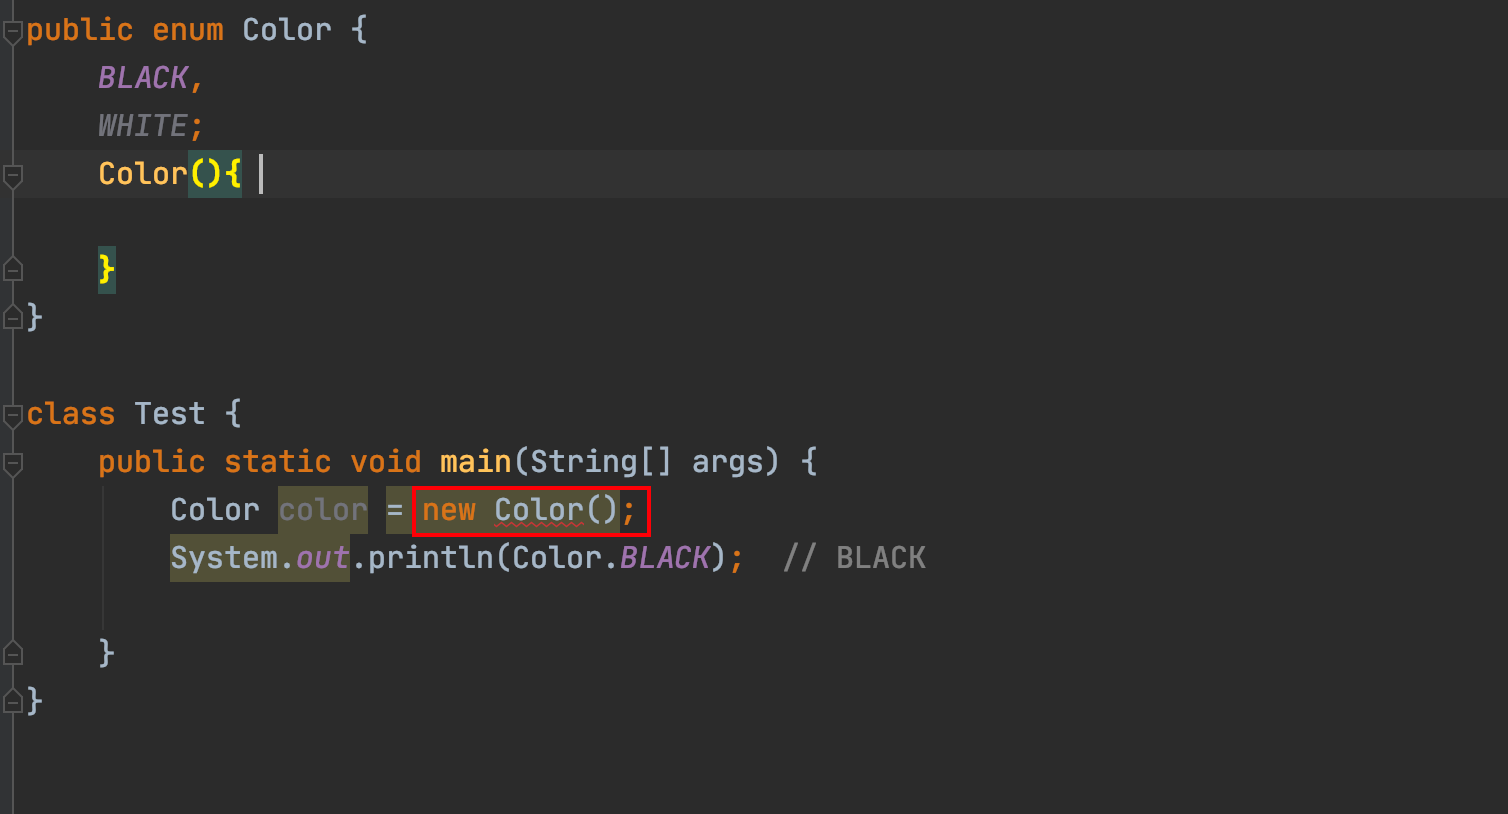 public enum Color {
    BLACK,
    WHITE;
    Color(){
    }
}
class Test {
    public static void main(String[] args) {
        Color color = new Color();
        System.out.println(Color.BLACK);  // BLACK
    }
}